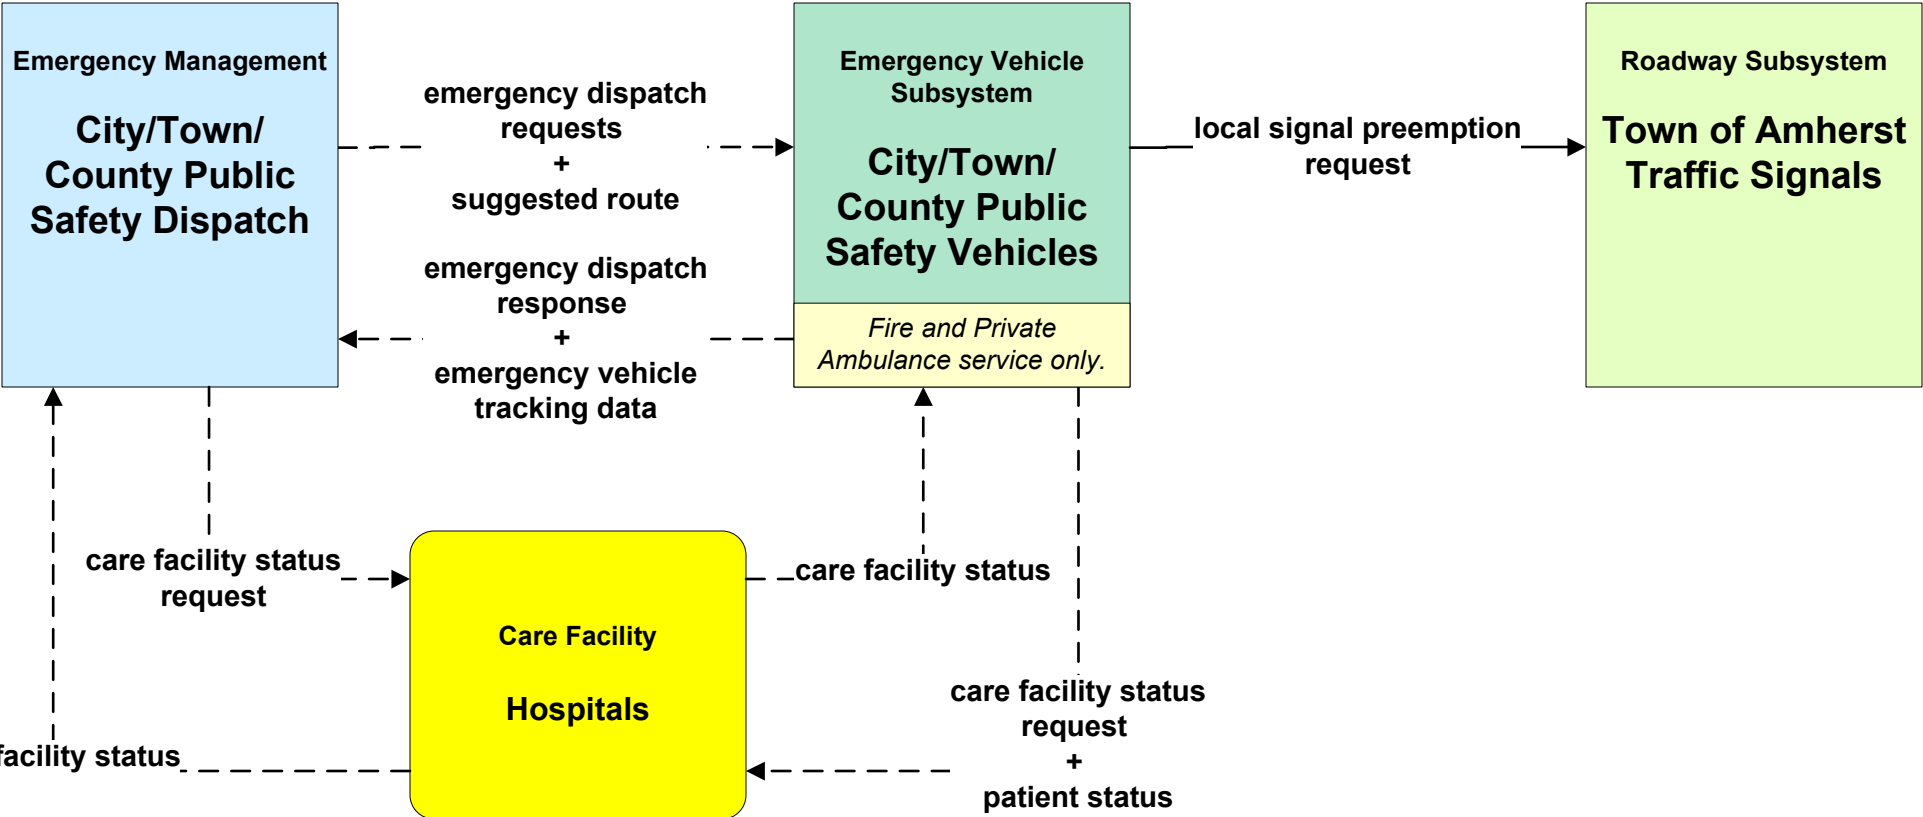 Emergency Management
City/Town/
County Public
Safety Dispatch
emergency dispatch
requests
+
suggested route
emergency dispatch
response
+
emergency vehicle
tracking data
Emergency Vehicle
Subsystem
City/Town/
County Public
Safety Vehicles
Fire and Private
Ambulance service only.
local signal preemption
request
Roadway Subsystem
Town of Amherst
Traffic Signals
care facility status
request
Care Facility
Hospitals
care facility status
care facility status
request
+
patient status
facility status